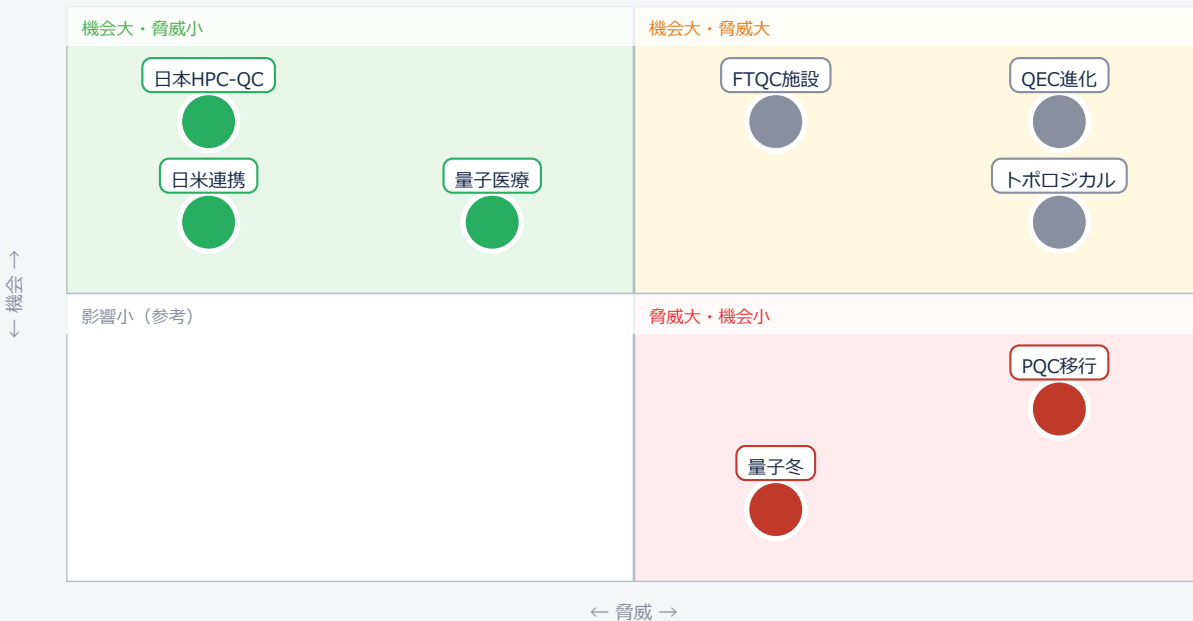 機会大・脅威小
機会大・脅威大
日本HPC-QC
FTQC施設
QEC進化
日米連携
量子医療
トポロジカル
← 機会 →
影響小（参考）
脅威大・機会小
PQC移行
量子冬
← 脅威 →